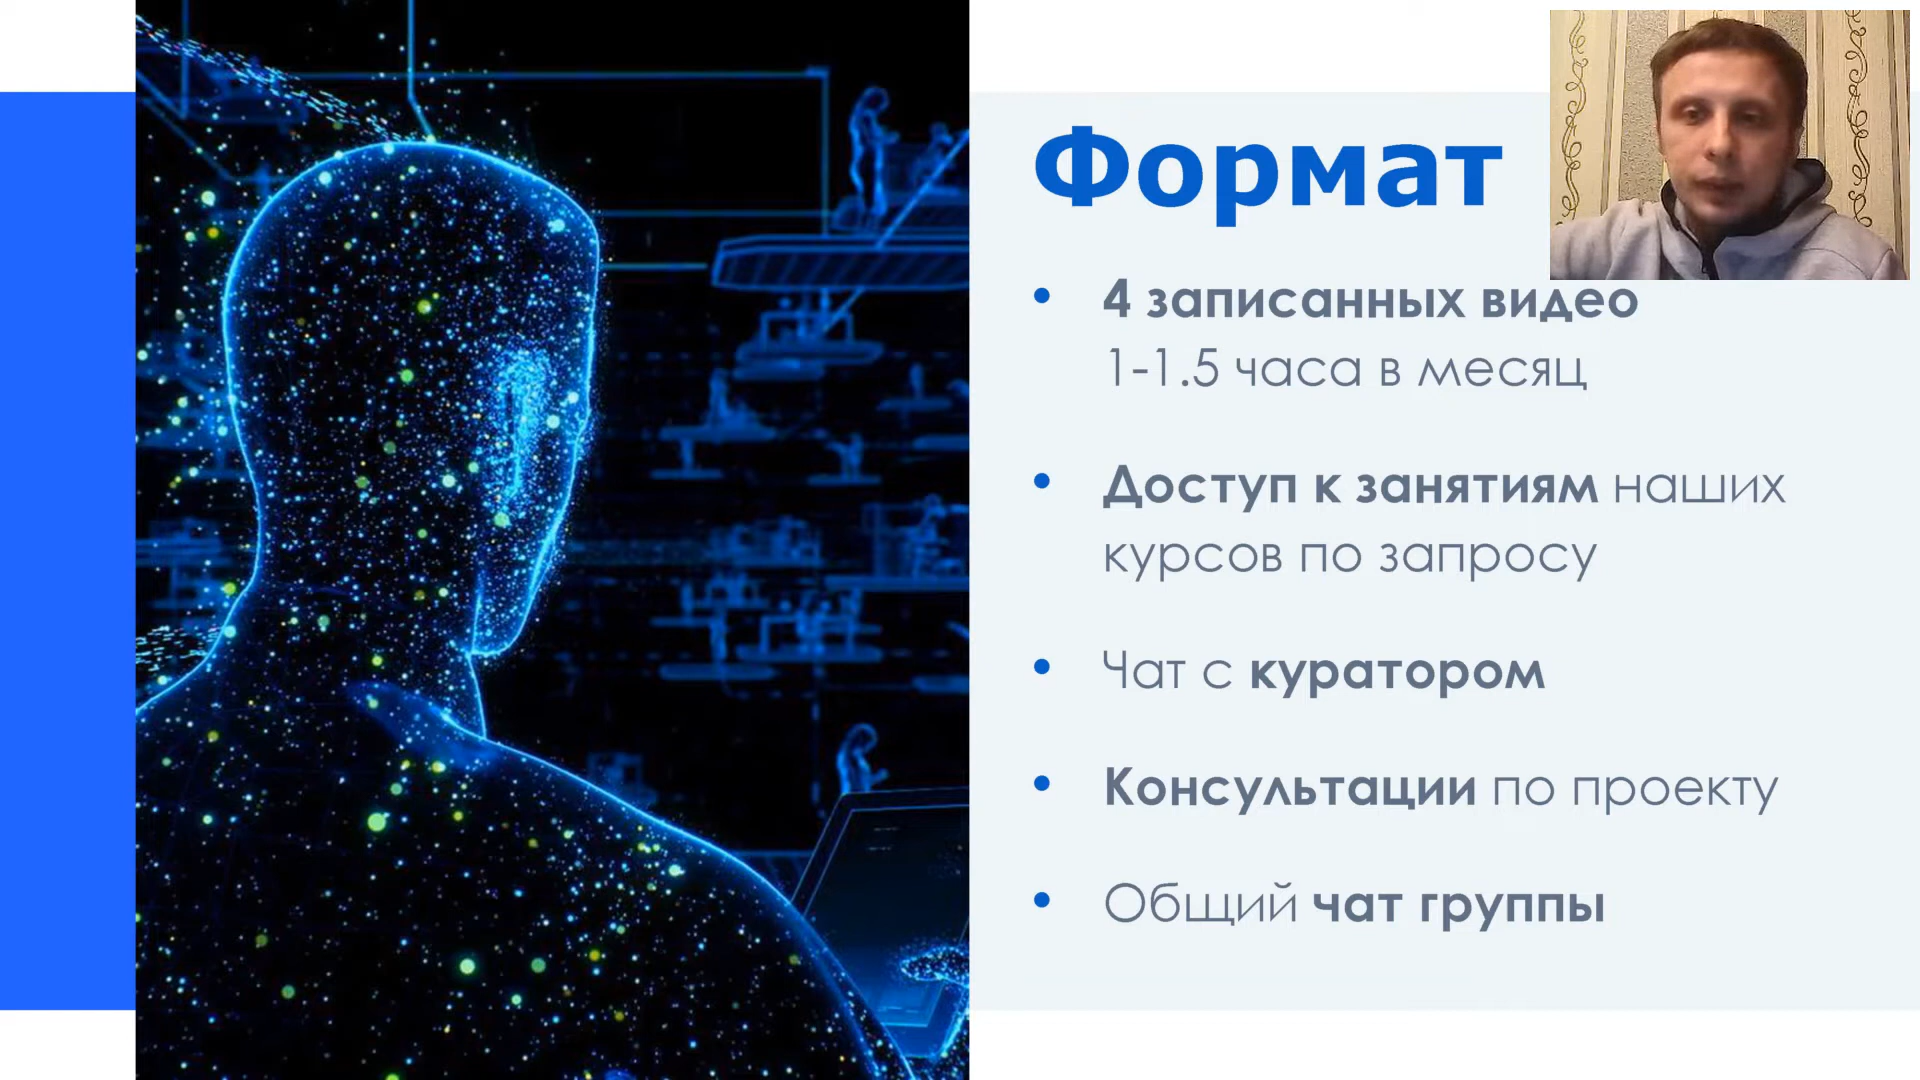 Формат
• 4 записанных видео
1-1.5 часа в месяц
• Доступ к занятиям наших
курсов по запросу
• Чат с куратором
• Консультации по проекту
• Общий чат группы